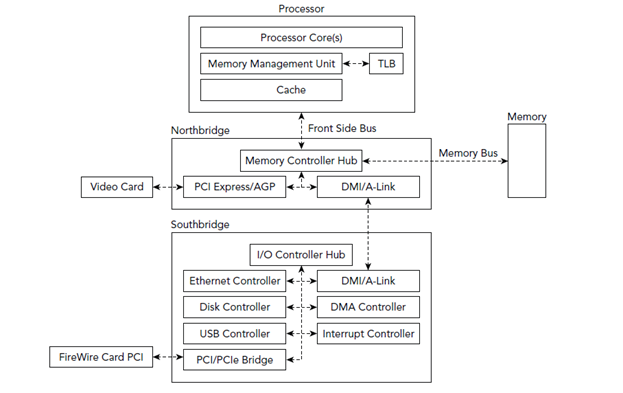 Processor
Processor Core(s)
Memory Management Unit
TLB
Cache
Front Side Bus
Northbridge
Memory
Memory Controller Hub
Memory Bus
Video Card
PCI Express/AGP
DMI/A-Link
Southbridge
I/O Controller Hub
Ethernet Controller
DMI/A-Link
Disk Controller
DMA Controller
USB Controller
Interrupt Controller
FireWire Card PCI
PCI/PCIe Bridge